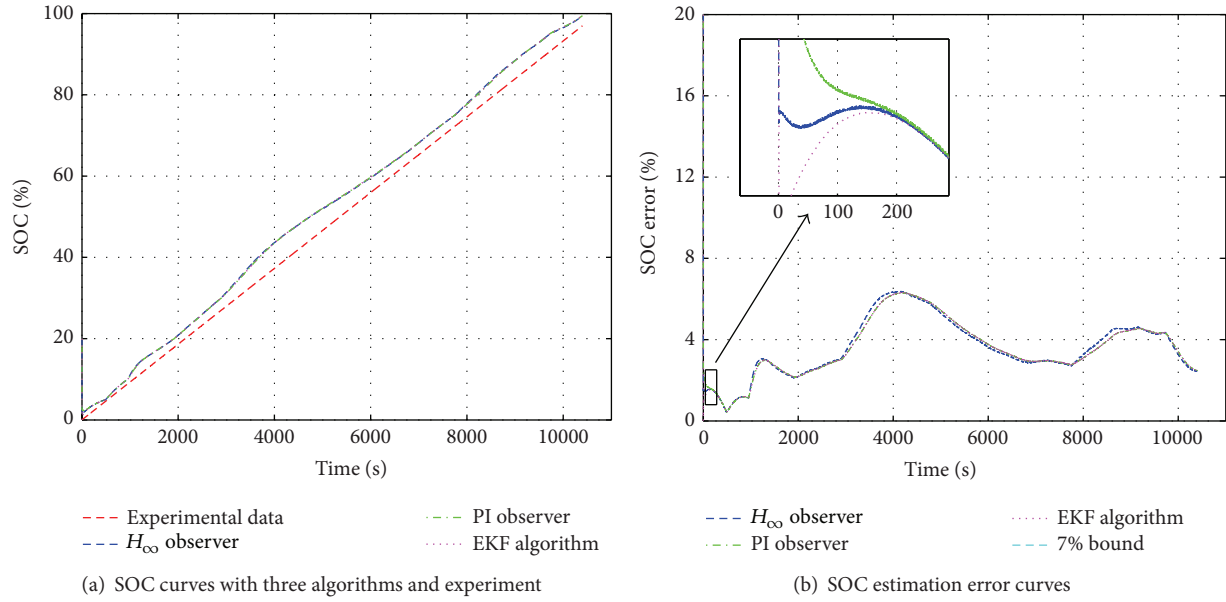 100
80
60
40
20
0
SOC (%)
0 2000 4000 6000 8000 10000
Time (s)
Experimental data
H∞ observer
PI observer
EKF algorithm
(a) SOC curves with three algorithms and experiment
20
16
12
8
4
0
SOC error (%)
0 100 200
0 2000 4000 6000 8000 10000
Time (s)
H∞ observer
PI observer
EKF algorithm
7% bound
(b) SOC estimation error curves